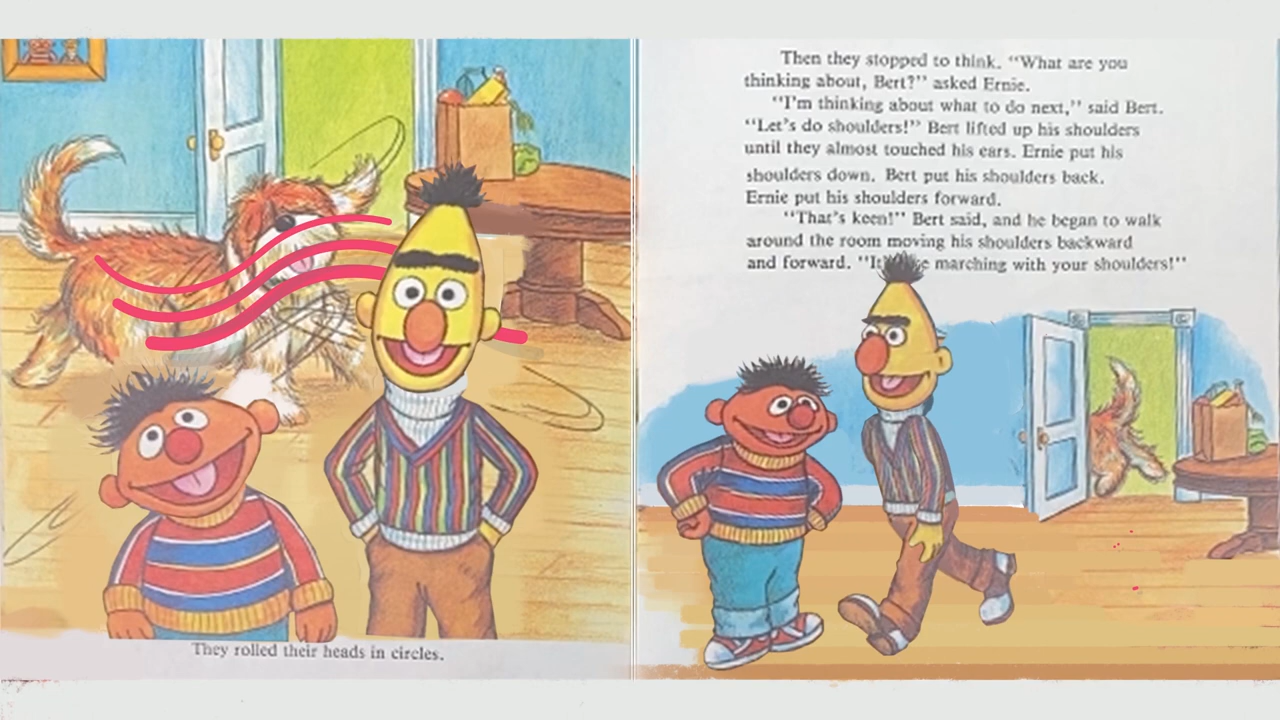 They rolled their heads in circles.
Then they stopped to think. “What are you
thinking about, Bert?” asked Ernie.
“I’m thinking about what to do next,” said Bert.
“Let’s do shoulders!” Bert lifted up his shoulders
until they almost touched his ears. Ernie put his
shoulders down. Bert put his shoulders back.
Ernie put his shoulders forward.
“That’s keen!” Bert said, and he began to walk
around the room moving his shoulders backward
and forward. “It’ marching with your shoulders!”